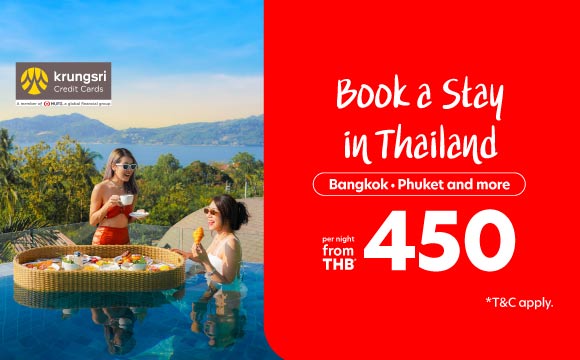 krungsri
Credit Cards
A member of MUFG, a global financial group
Book a Stay
in Thailand
Bangkok • Phuket and more
per night
from
THB*
450
*T&C apply.